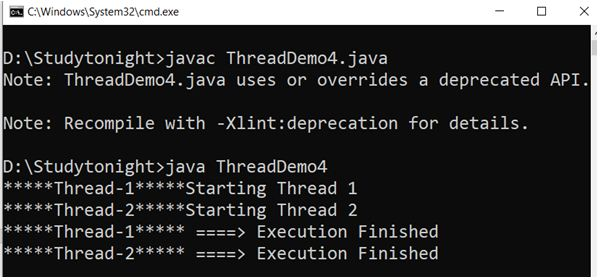 C:\Windows\System32\cmd.exe
D:\Studytonight>javac ThreadDemo4.java
Note: ThreadDemo4.java uses or overrides a deprecated API.
Note: Recompile with -Xlint:deprecation for details.
D:\Studytonight>java ThreadDemo4
*****Thread-1*****Starting Thread 1
*****Thread-2*****Starting Thread 2
*****Thread-1***** ====> Execution Finished
*****Thread-2***** ====> Execution Finished